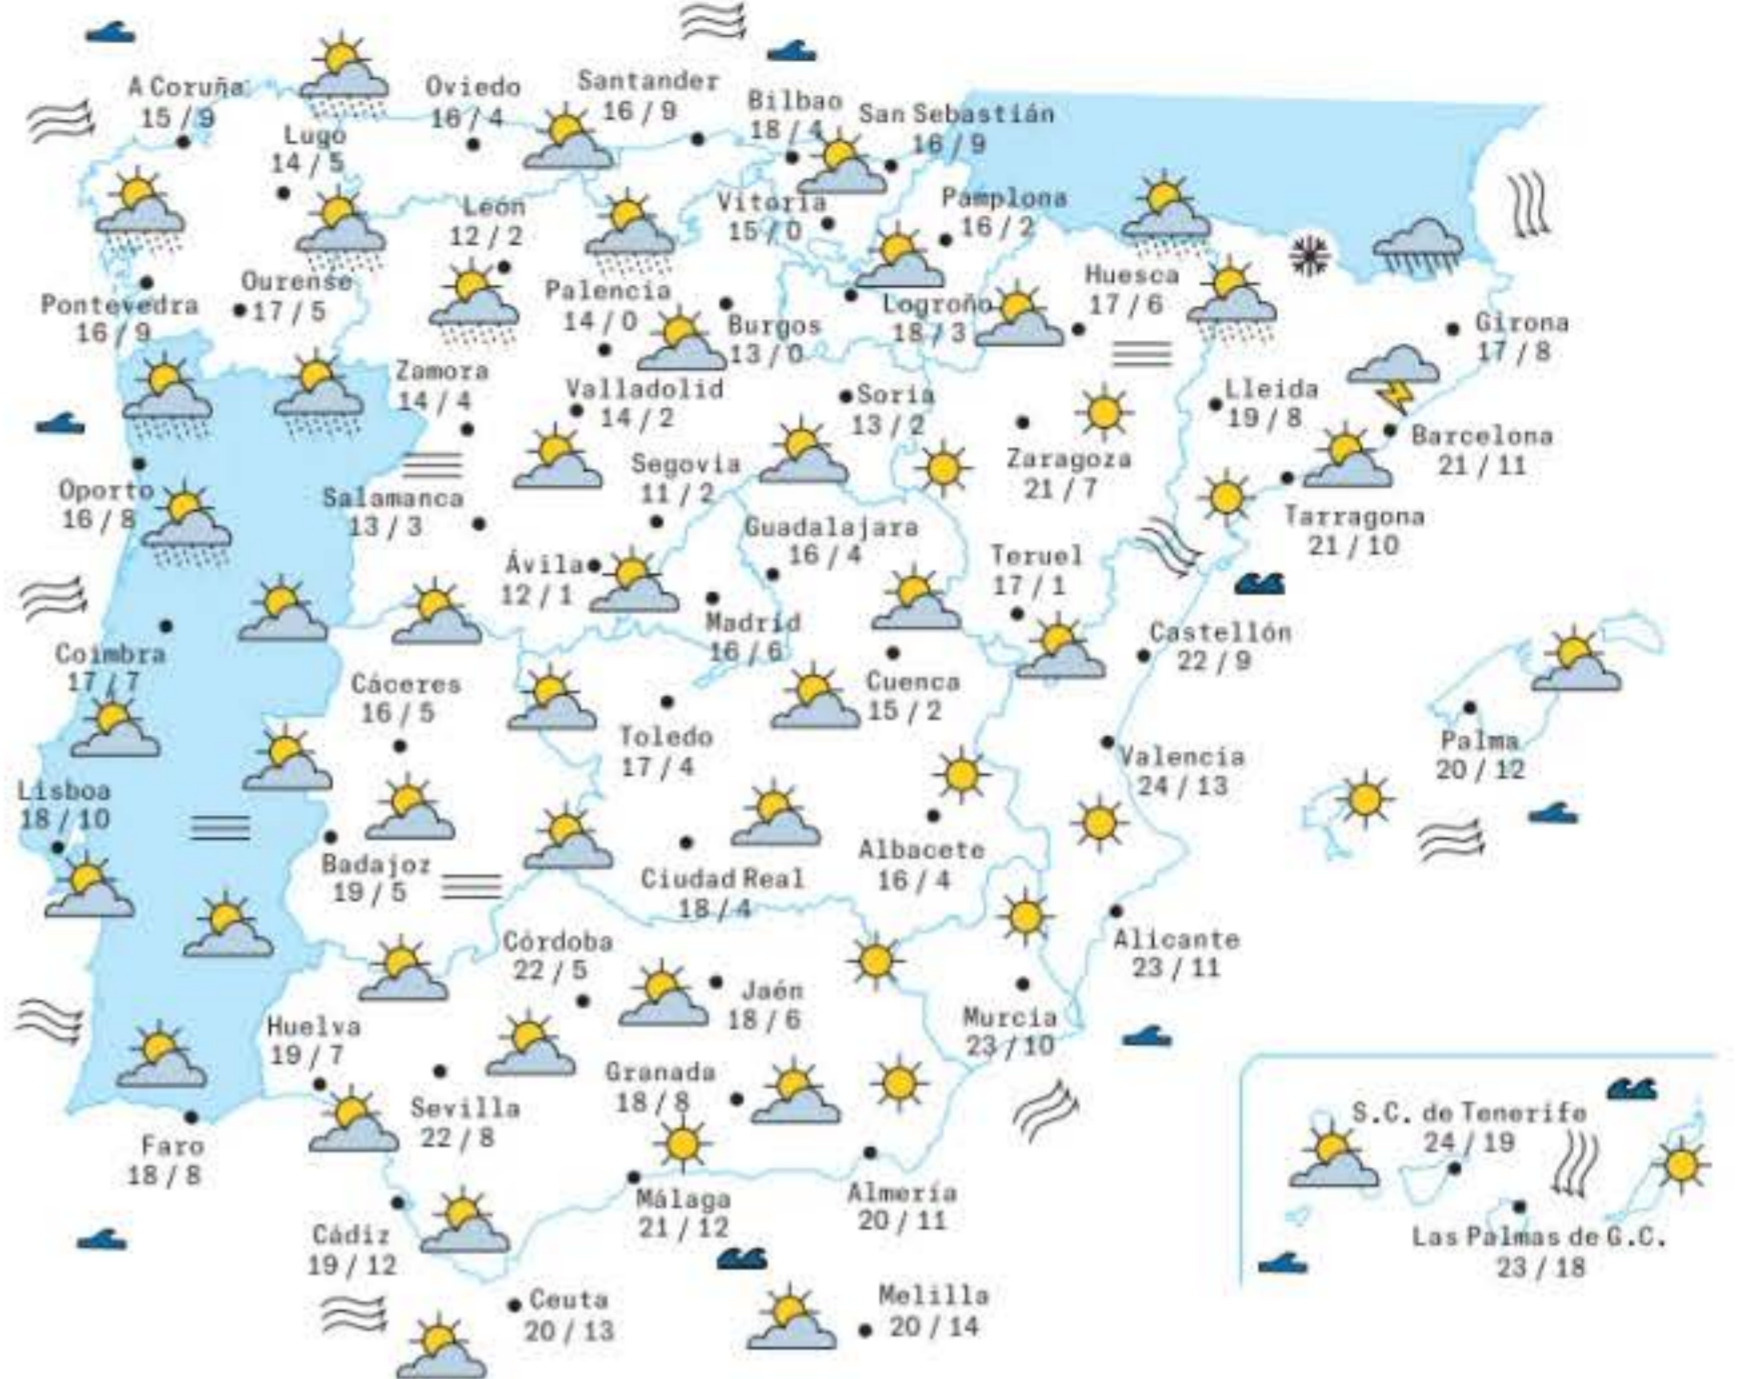 A Coruña
15 / 9
Lugo
14 / 5
Oviedo
16 / 4
Santander
16 / 9
Bilbao
18 / 4
San Sebastián
16 / 9
Vitoria
15 / 0
Pamplona
16 / 2
León
12 / 2
Ourense
17 / 5
Pontevedra
16 / 9
Palencia
14 / 0
Burgos
13 / 0
Logroño
18 / 3
Huesca
17 / 6
Girona
17 / 8
Zamora
14 / 4
Valladolid
14 / 2
Soria
13 / 2
Lleida
19 / 8
Barcelona
21 / 11
Zaragoza
21 / 7
Segovia
11 / 2
Oporto
16 / 8
Salamanca
13 / 3
Guadalajara
16 / 4
Tarragona
21 / 10
Ávila
12 / 1
Teruel
17 / 1
Madrid
16 / 6
Castellón
22 / 9
Coimbra
17 / 7
Cáceres
16 / 5
Cuenca
15 / 2
Toledo
17 / 4
Valencia
24 / 13
Palma
20 / 12
Lisboa
18 / 10
Badajoz
19 / 5
Ciudad Real
18 / 4
Albacete
16 / 4
Alicante
23 / 11
Córdoba
22 / 5
Jaén
18 / 6
Murcia
23 / 10
Huelva
19 / 7
Granada
18 / 8
Sevilla
22 / 8
Faro
18 / 8
Málaga
21 / 12
Almería
20 / 11
Cádiz
19 / 12
Ceuta
20 / 13
Melilla
20 / 14
S.C. de Tenerife
24 / 19
Las Palmas de G.C.
23 / 18